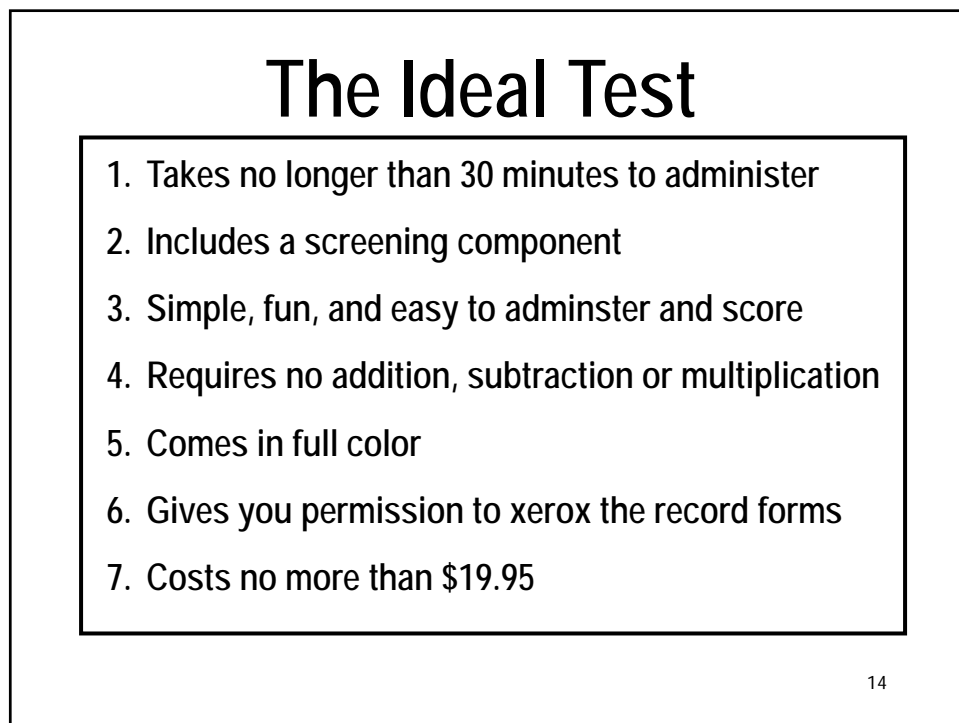 The Ideal Test
1. Takes no longer than 30 minutes to administer
2. Includes a screening component
3. Simple, fun, and easy to adminster and score
4. Requires no addition, subtraction or multiplication
5. Comes in full color
6. Gives you permission to xerox the record forms
7. Costs no more than $19.95
14